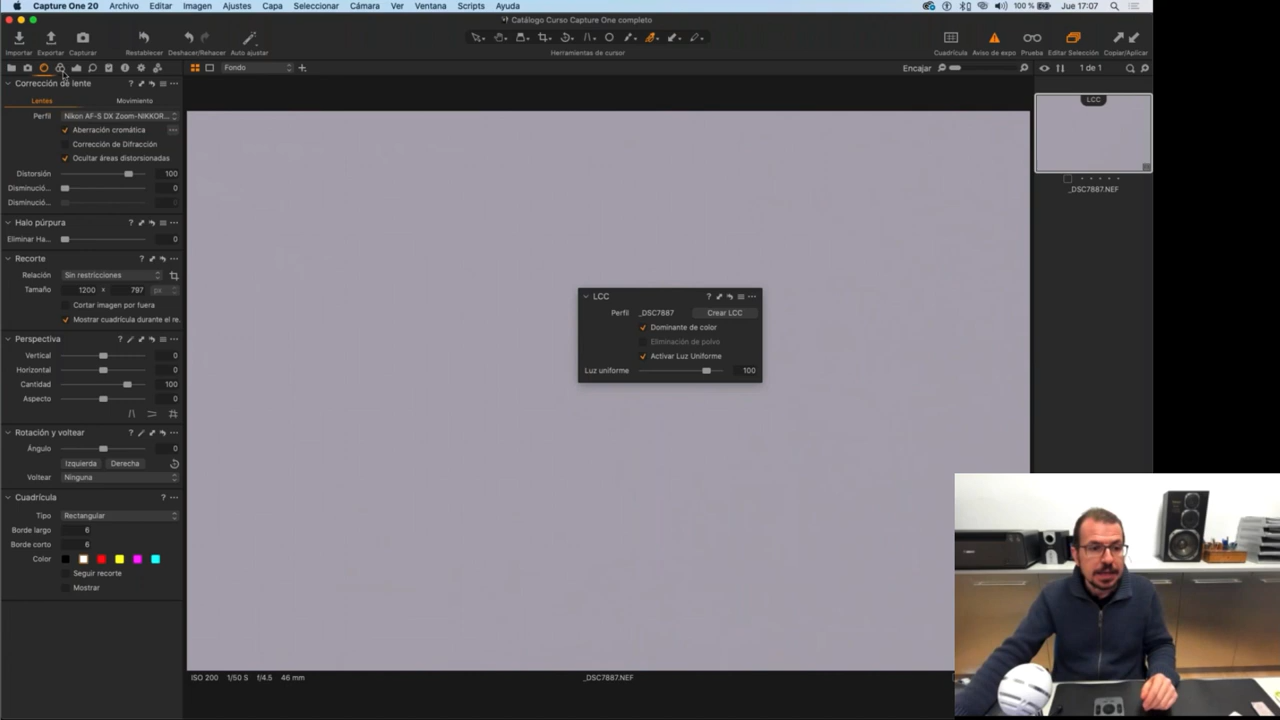 Capture One 20 Archivo Editar Imagen Ajustes Capa Seleccionar Cámara Ver Ventana Scripts Ayuda 100 % Jue 17:07
Catálogo Curso Capture One completo
Importar Exportar Capturar Restablecer Deshacer/Rehacer Auto ajustar Herramientas de cursor Cuadrícula Aviso de expo Editar Selección Copiar/Aplicar
Fondo Encajar 1 de 1
Corrección de lente
Lentes Movimiento
Perfil Nikon AF-S DX Zoom-NIKKOR...
Aberración cromática
Corrección de Difracción
Ocultar áreas distorsionadas
Distorsión 100
Disminució... 0
Disminució... 0
Halo púrpura
Eliminar Ha... 0
Recorte
Relación Sin restricciones
Tamaño 1200 x 797 px
Cortar imagen por fuera
Mostrar cuadrícula durante el re.
Perspectiva
Vertical 0
Horizontal 0
Cantidad 100
Aspecto 0
Rotación y voltear
Ángulo 0
Izquierda Derecha
Voltear Ninguna
Cuadrícula
Tipo Rectangular
Borde largo 6
Borde corto 6
Color
Seguir recorte
Mostrar
LCC
Perfil _DSC7887 Crear LCC
Dominante de color
Eliminación de polvo
Activar Luz Uniforme
Luz uniforme 100
LCC
_DSC7887.NEF
ISO 200 1/50 S f/4.5 46 mm _DSC7887.NEF